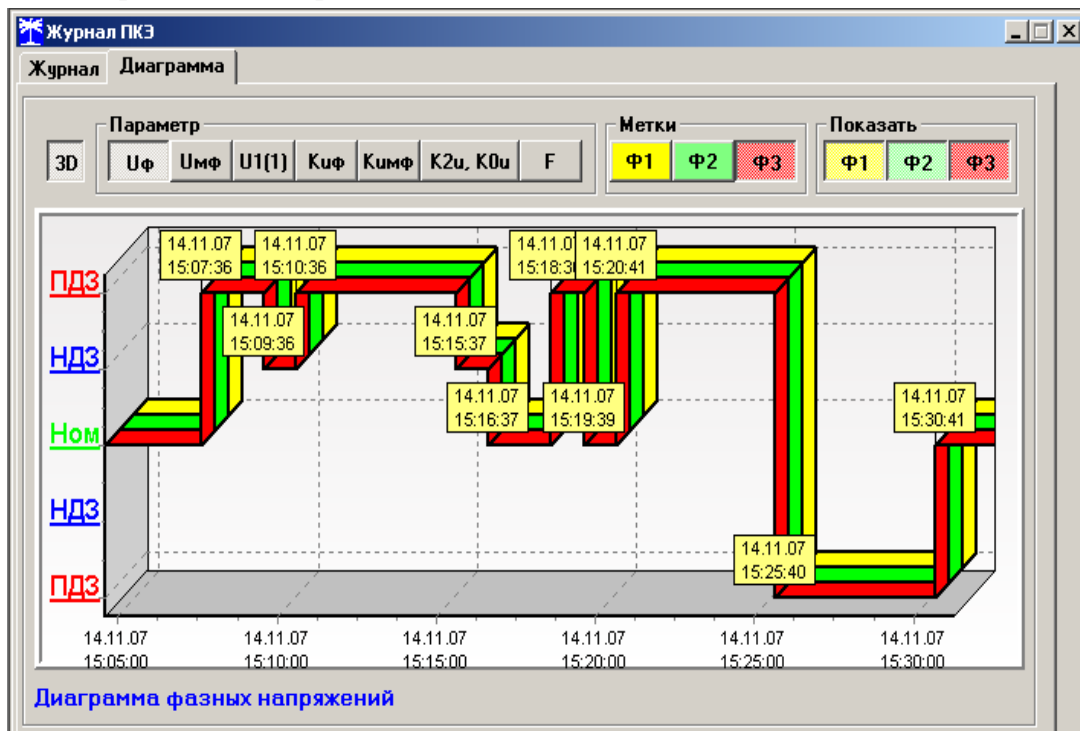 Журнал ПКЭ
Журнал Диаграмма
Параметр Метки Показать
3D Uф Uмф U1(1) Kuф Kuмф K2u, K0u F Ф1 Ф2 Ф3 Ф1 Ф2 Ф3
14.11.07 14.11.07 14.11.07
15:07:36 15:10:36 15:20:41
ПДЗ
14.11.07 14.11.07
15:09:36 15:15:37
НДЗ
14.11.07 14.11.07 14.11.07
15:16:37 15:19:39 15:30:41
Ном
НДЗ
14.11.07
15:25:40
ПДЗ
14.11.07 14.11.07 14.11.07 14.11.07 14.11.07 14.11.07
15:05:00 15:10:00 15:15:00 15:20:00 15:25:00 15:30:00
Диаграмма фазных напряжений